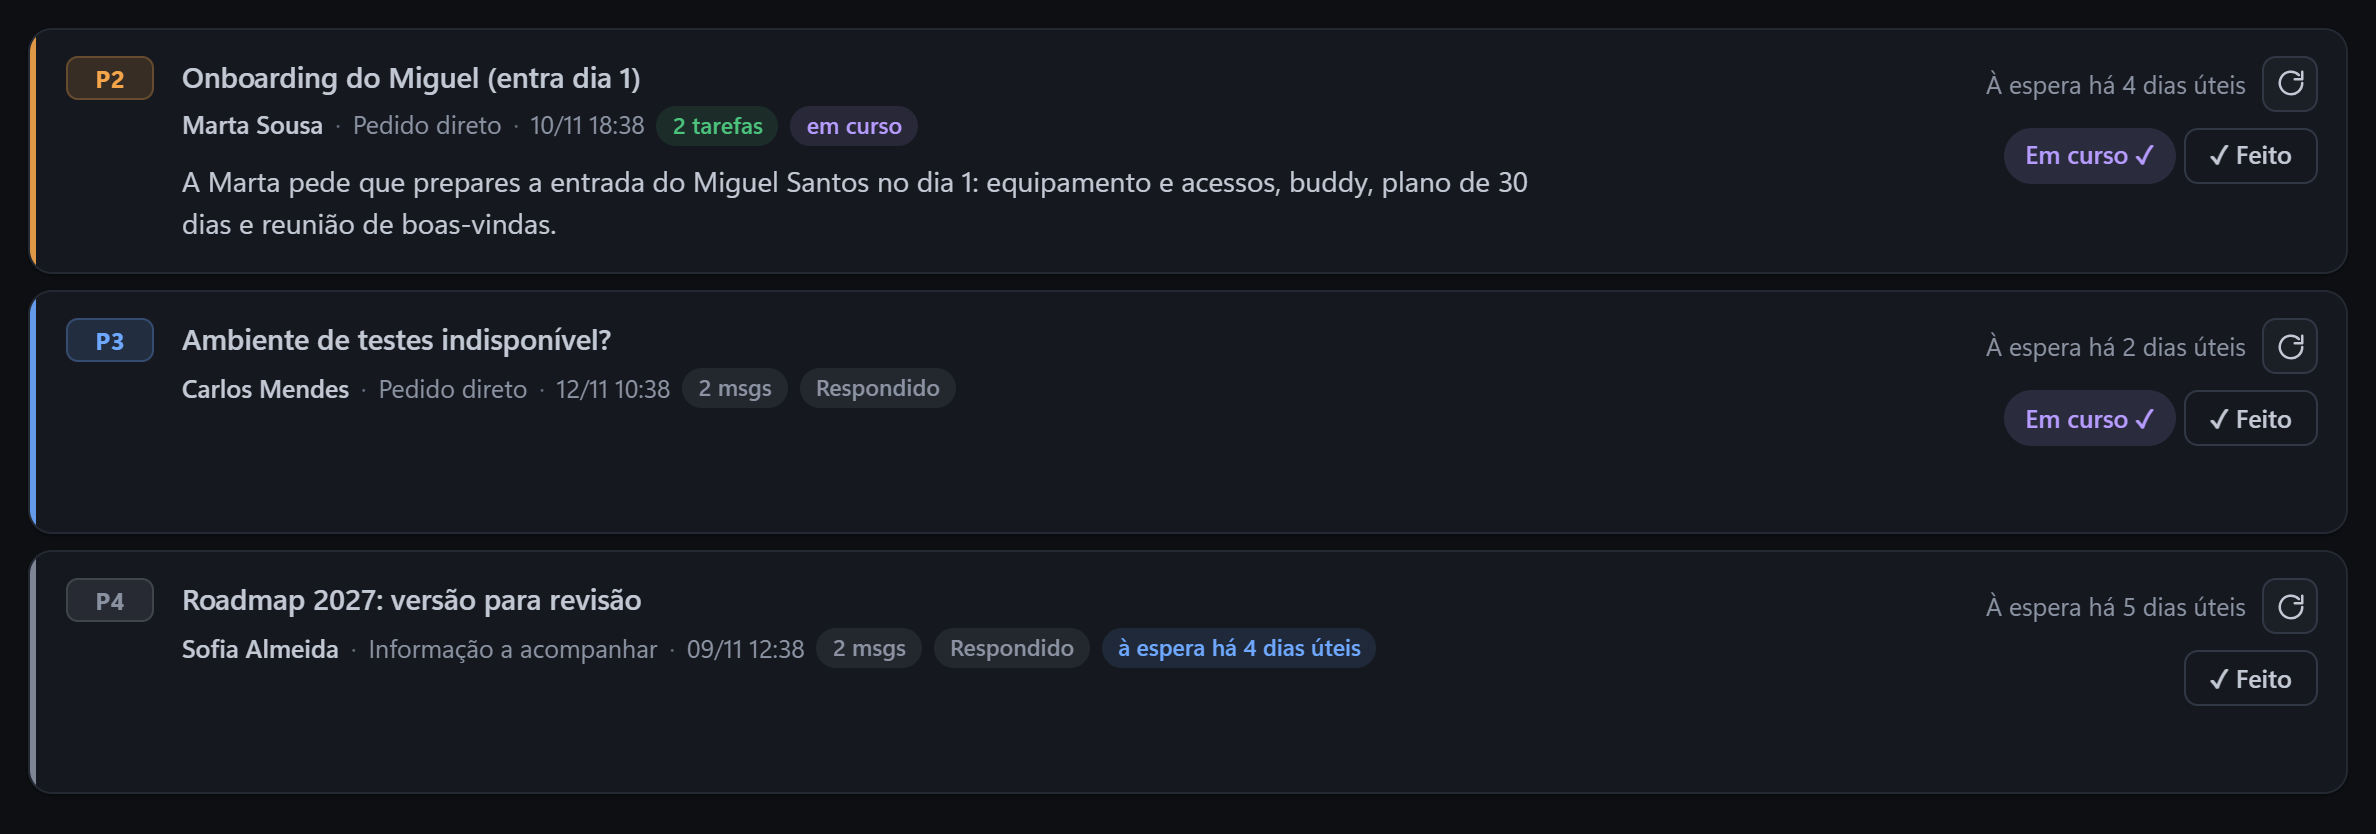 P2 Onboarding do Miguel (entra dia 1) À espera há 4 dias úteis
Marta Sousa · Pedido direto · 10/11 18:38 2 tarefas em curso Em curso ✓ ✓ Feito
A Marta pede que prepares a entrada do Miguel Santos no dia 1: equipamento e acessos, buddy, plano de 30
dias e reunião de boas-vindas.
P3 Ambiente de testes indisponível? À espera há 2 dias úteis
Carlos Mendes · Pedido direto · 12/11 10:38 2 msgs Respondido Em curso ✓ ✓ Feito
P4 Roadmap 2027: versão para revisão À espera há 5 dias úteis
Sofia Almeida · Informação a acompanhar · 09/11 12:38 2 msgs Respondido à espera há 4 dias úteis ✓ Feito